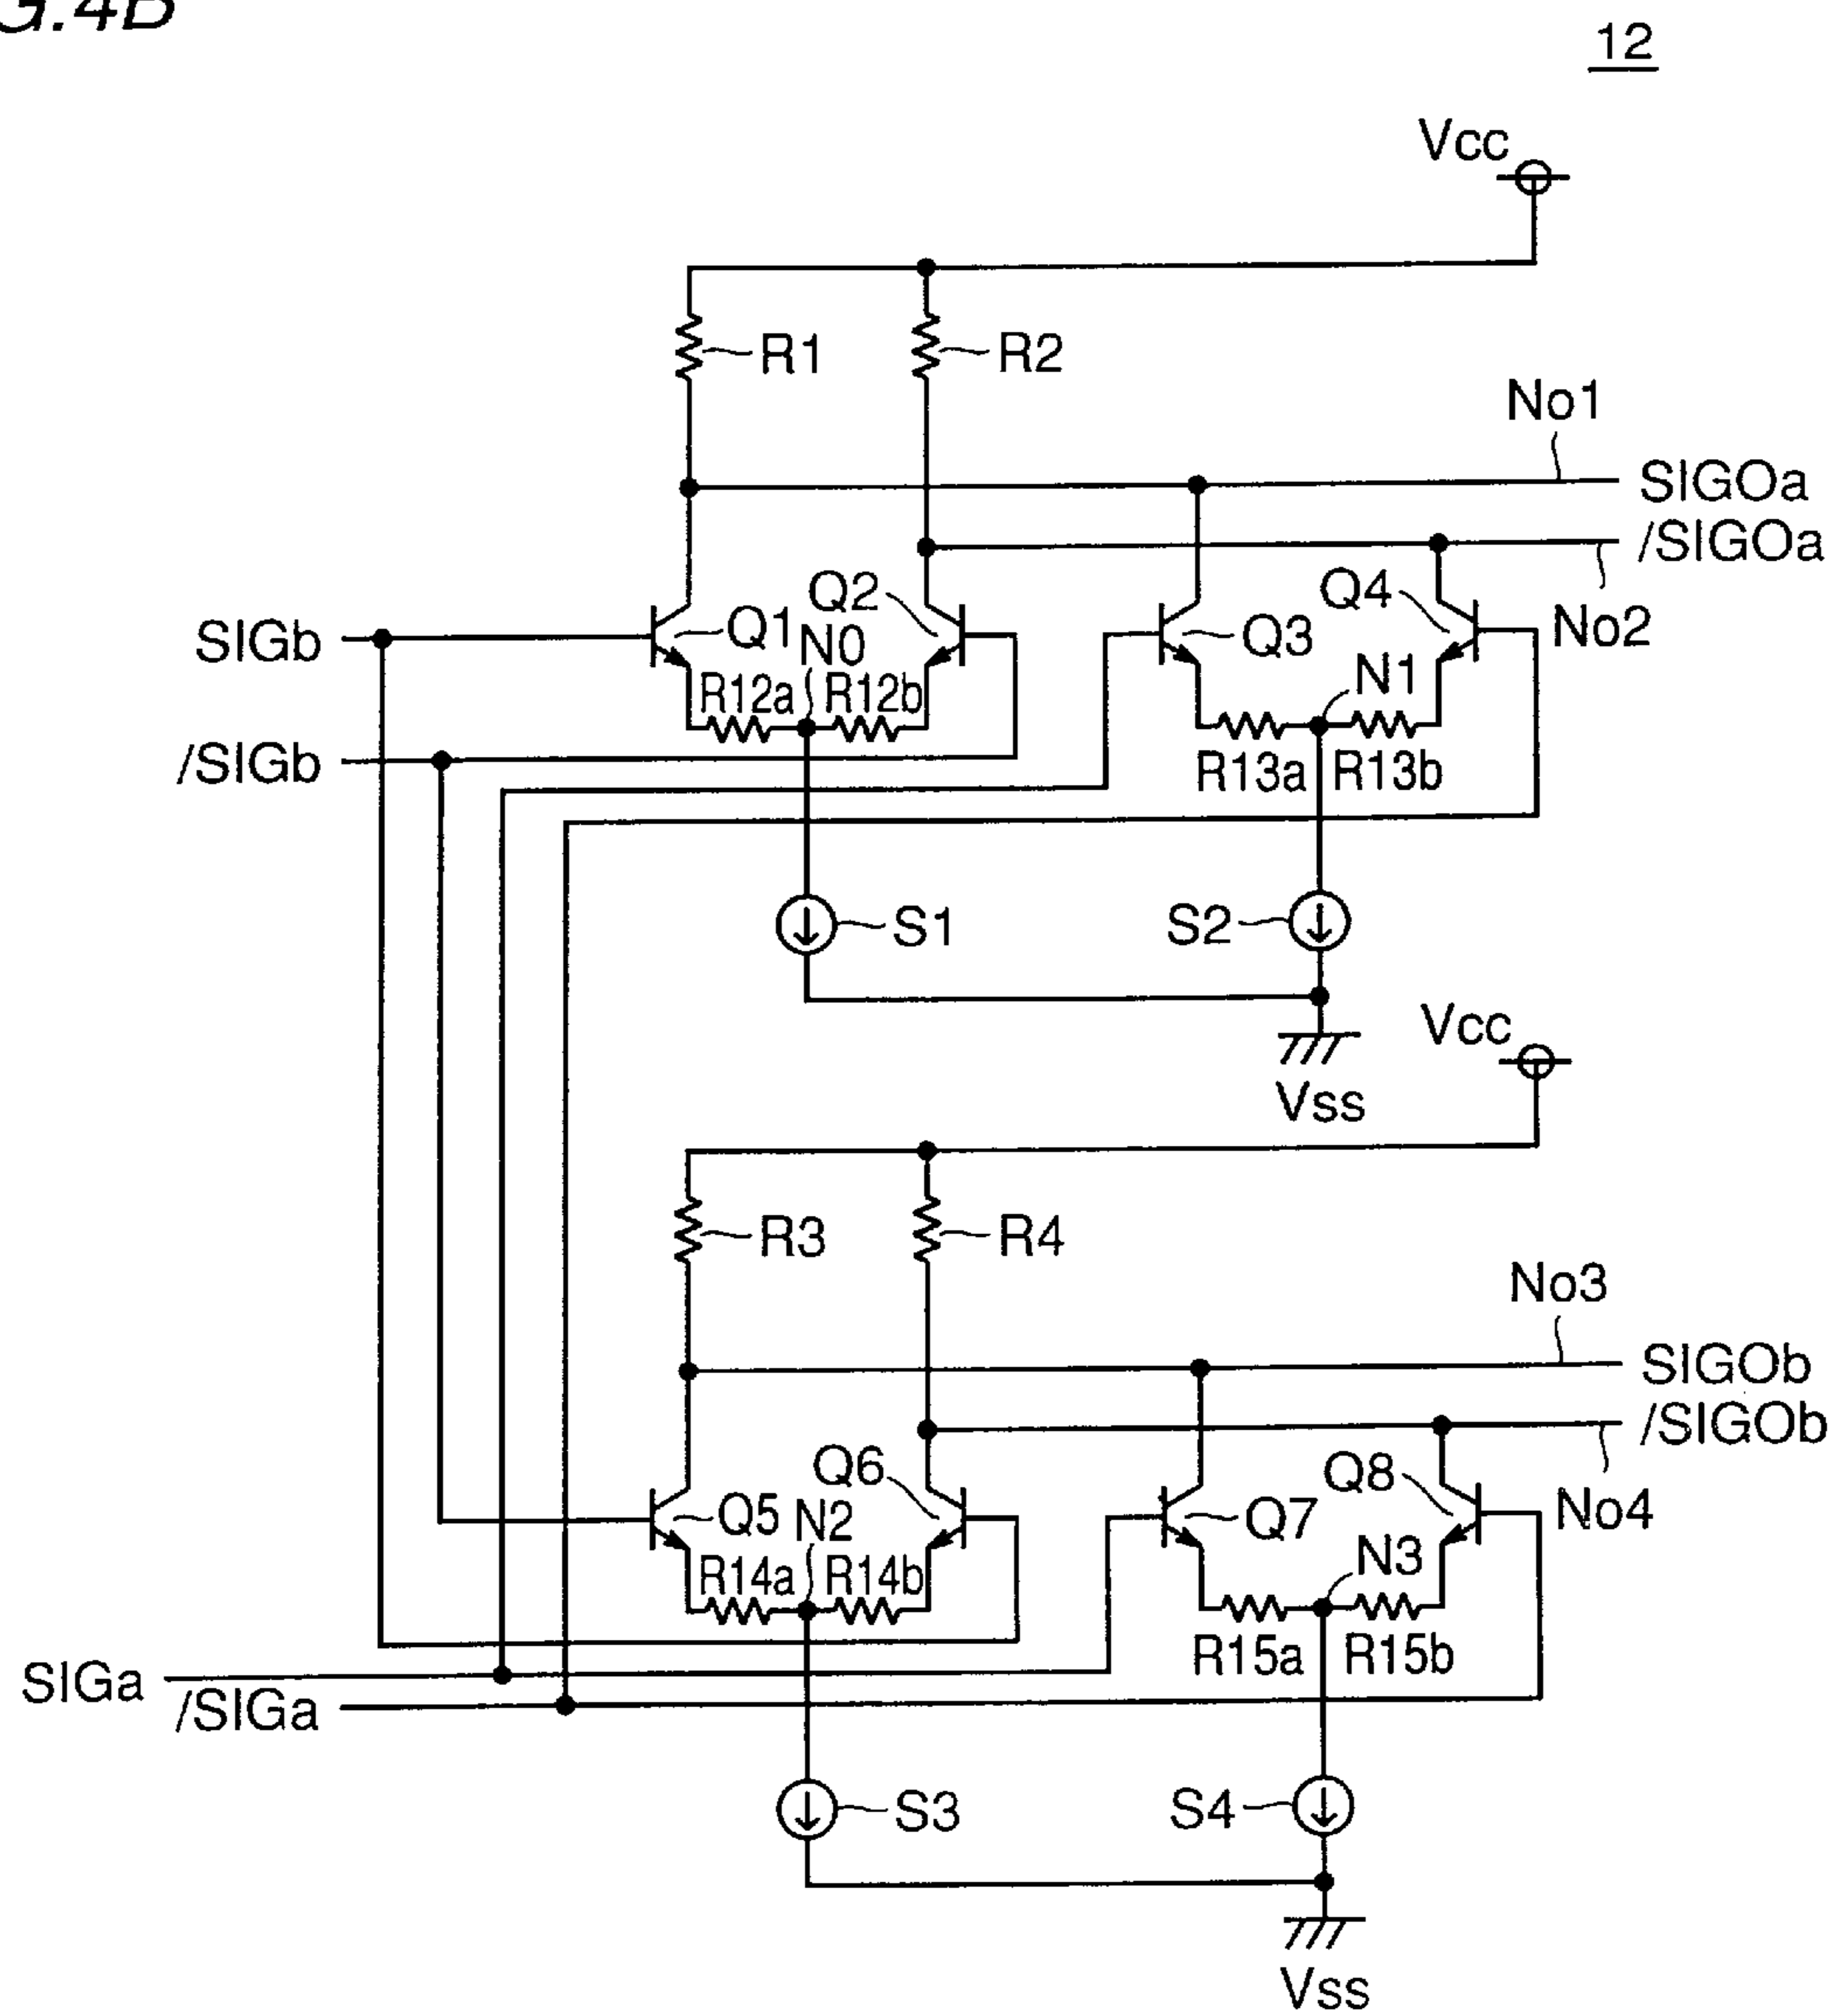 G.4B
12
Vcc
R1
R2
No1
SIGOa
/SIGOa
Q2
Q4
SIGb
Q1
N0
Q3
No2
R12a
R12b
N1
/SIGb
R13a
R13b
S1
S2
Vcc
Vss
R3
R4
No3
SIGOb
/SIGOb
Q6
Q8
Q5
N2
Q7
No4
R14a
R14b
N3
SIGa
R15a
R15b
/SIGa
S3
S4
Vss